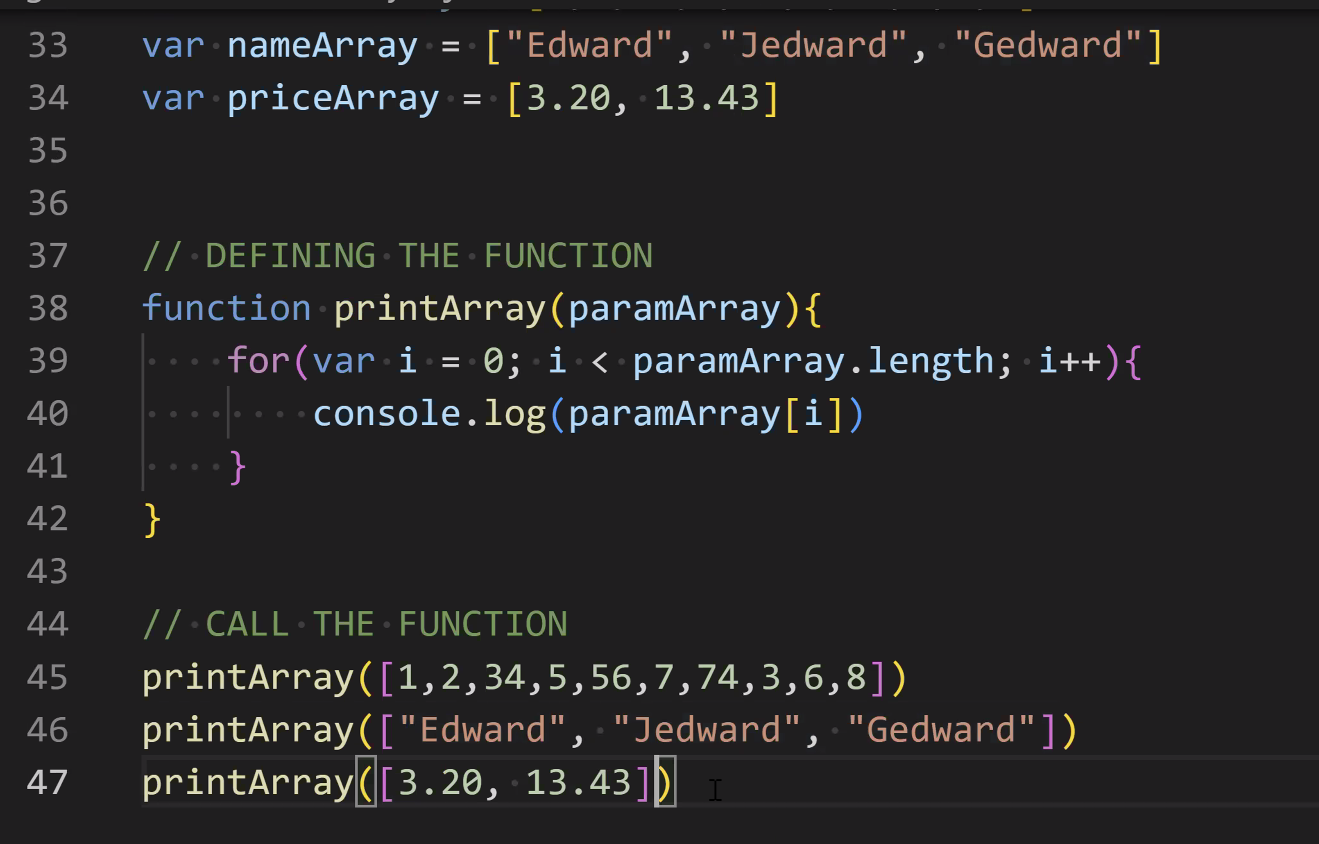 33 var nameArray = ["Edward", "Jedward", "Gedward"]
34 var priceArray = [3.20, 13.43]
35
36
37 // DEFINING THE FUNCTION
38 function printArray(paramArray){
39     for(var i = 0; i < paramArray.length; i++){
40         console.log(paramArray[i])
41     }
42 }
43
44 // CALL THE FUNCTION
45 printArray([1,2,34,5,56,7,74,3,6,8])
46 printArray(["Edward", "Jedward", "Gedward"])
47 printArray([3.20, 13.43])